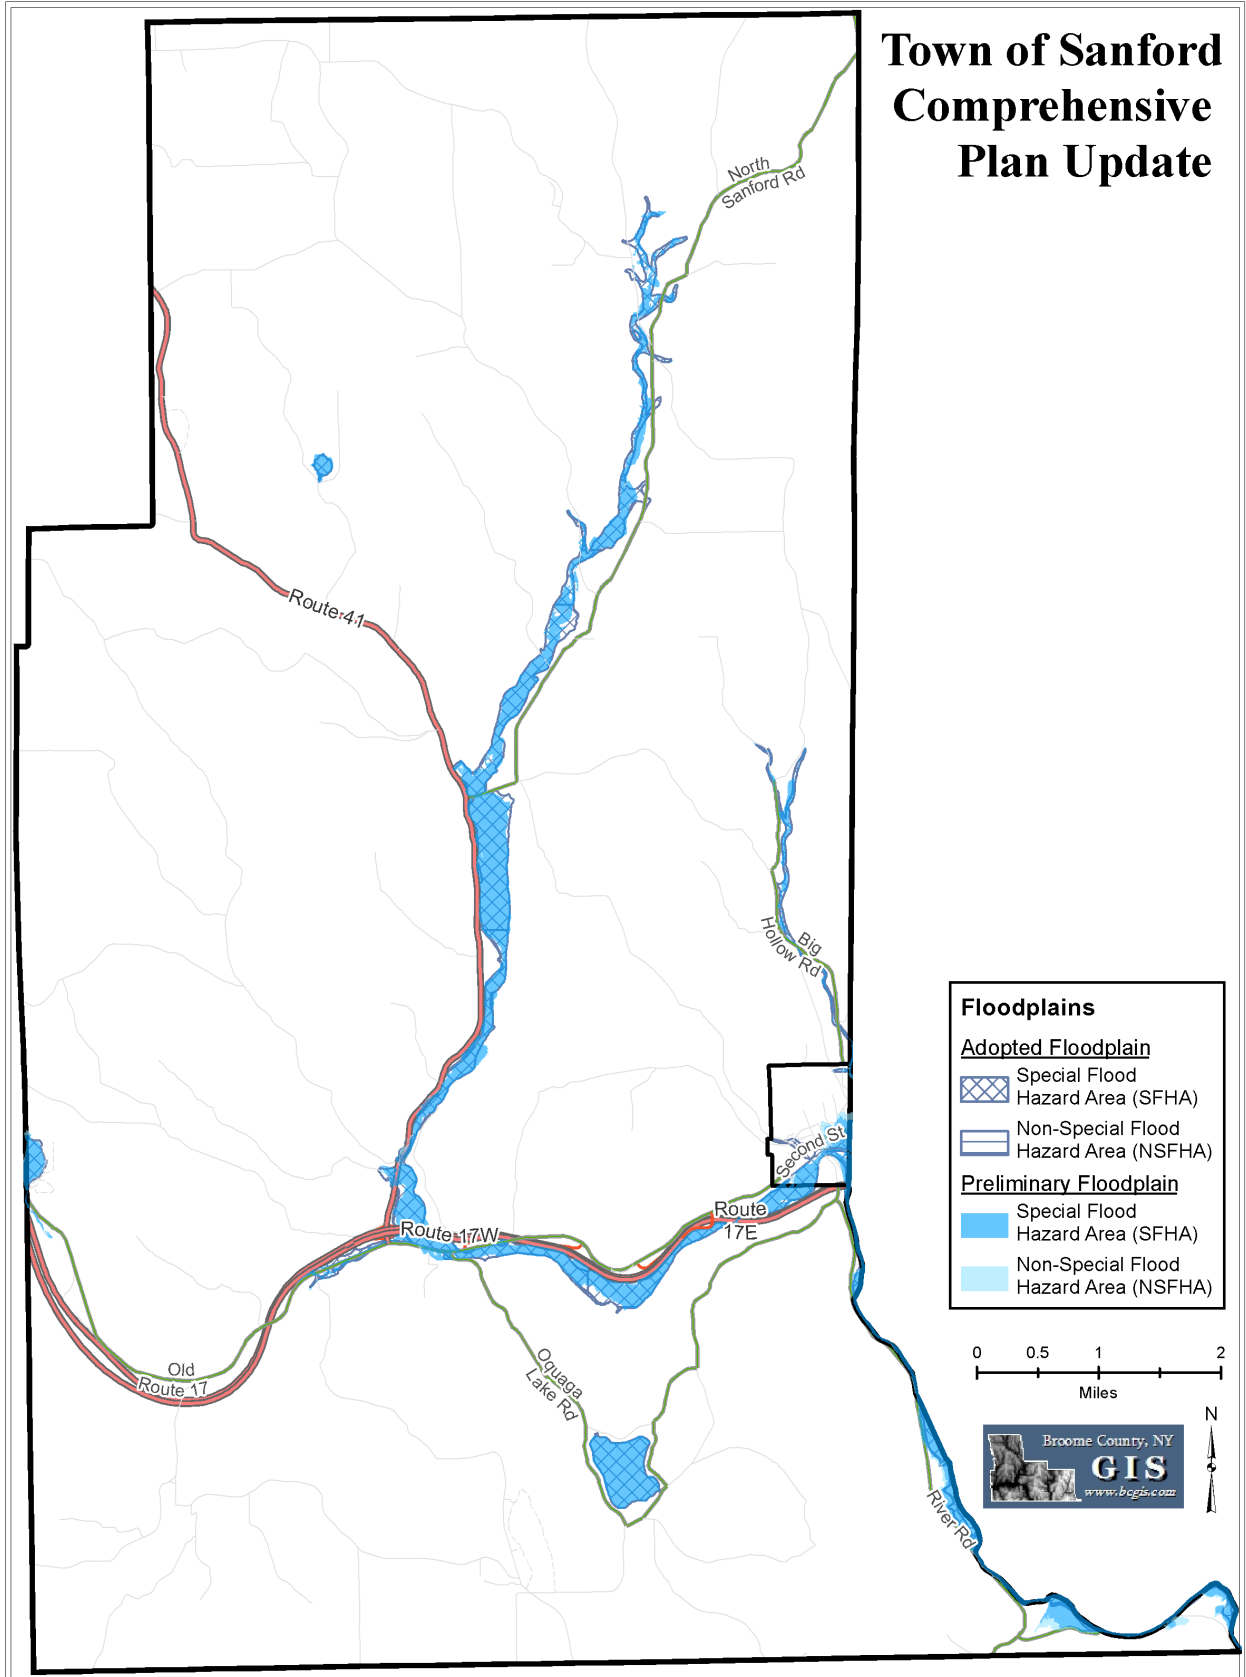 Town of Sanford
Comprehensive
Plan Update
North
Sanford Rd
Route 41
Big
Hollow Rd
Second St
Route 17W
Route
17E
Old
Route 17
Oquaga
Lake Rd
River Rd
Floodplains
Adopted Floodplain
Special Flood
Hazard Area (SFHA)
Non-Special Flood
Hazard Area (NSFHA)
Preliminary Floodplain
Special Flood
Hazard Area (SFHA)
Non-Special Flood
Hazard Area (NSFHA)
0 0.5 1 2
Miles
N
Broome County, NY
GIS
www.bcgis.com